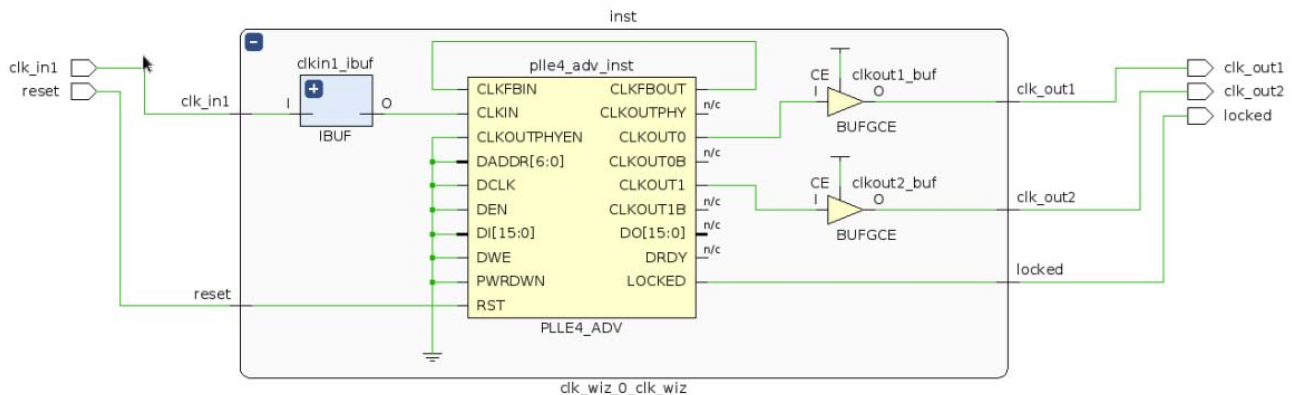 inst
clk_in1
reset
clk_in1
clkin1_ibuf
I
O
IBUF
plle4_adv_inst
CLKFBIN
CLKIN
CLKOUTPHYEN
DADDR[6:0]
DCLK
DEN
DI[15:0]
DWE
PWRDWN
RST
CLKFBOUT
CLKOUTPHY
n/c
CLKOUT0
CLKOUT0B
n/c
CLKOUT1
CLKOUT1B
n/c
DO[15:0]
n/c
DRDY
n/c
LOCKED
PLLE4_ADV
CE
clkout1_buf
I
O
BUFGCE
CE
clkout2_buf
I
O
BUFGCE
clk_out1
clk_out2
locked
clk_out1
clk_out2
locked
reset
clk_wiz_0_clk_wiz